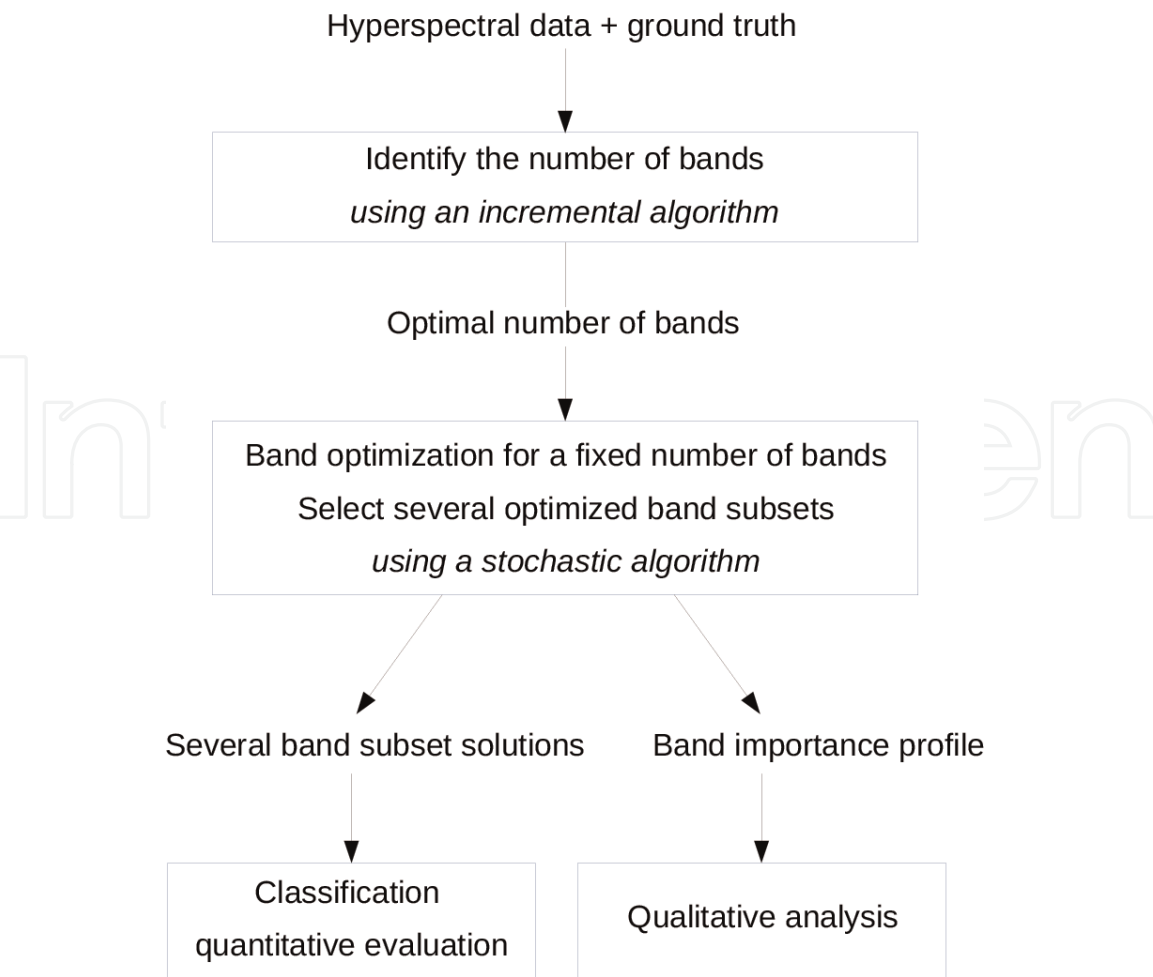 Hyperspectral data + ground truth
Identify the number of bands
using an incremental algorithm
Optimal number of bands
Band optimization for a fixed number of bands
Select several optimized band subsets
using a stochastic algorithm
Several band subset solutions
Band importance profile
Classification
quantitative evaluation
Qualitative analysis